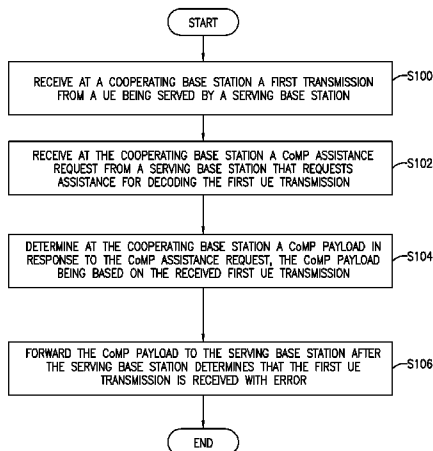 START
RECEIVE AT A COOPERATING BASE STATION A FIRST TRANSMISSION
FROM A UE BEING SERVED BY A SERVING BASE STATION
S100
RECEIVE AT THE COOPERATING BASE STATION A CoMP ASSISTANCE
REQUEST FROM A SERVING BASE STATION THAT REQUESTS
ASSISTANCE FOR DECODING THE FIRST UE TRANSMISSION
S102
DETERMINE AT THE COOPERATING BASE STATION A CoMP PAYLOAD IN
RESPONSE TO THE CoMP ASSISTANCE REQUEST, THE CoMP PAYLOAD
BEING BASED ON THE RECEIVED FIRST UE TRANSMISSION
S104
FORWARD THE CoMP PAYLOAD TO THE SERVING BASE STATION AFTER
THE SERVING BASE STATION DETERMINES THAT THE FIRST UE
TRANSMISSION IS RECEIVED WITH ERROR
S106
END